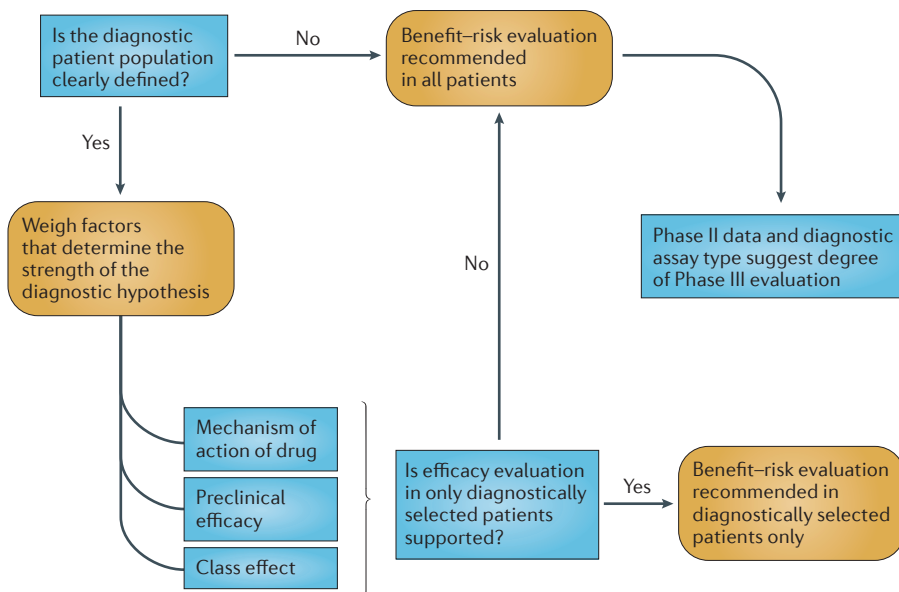 Is the diagnostic
patient population
clearly defined?
No
Benefit–risk evaluation
recommended
in all patients
Yes
Weigh factors
that determine the
strength of the
diagnostic hypothesis
No
Phase II data and diagnostic
assay type suggest degree
of Phase III evaluation
Mechanism of
action of drug
Preclinical
efficacy
Class effect
Is efficacy evaluation
in only diagnostically
selected patients
supported?
Yes
Benefit–risk evaluation
recommended in
diagnostically selected
patients only